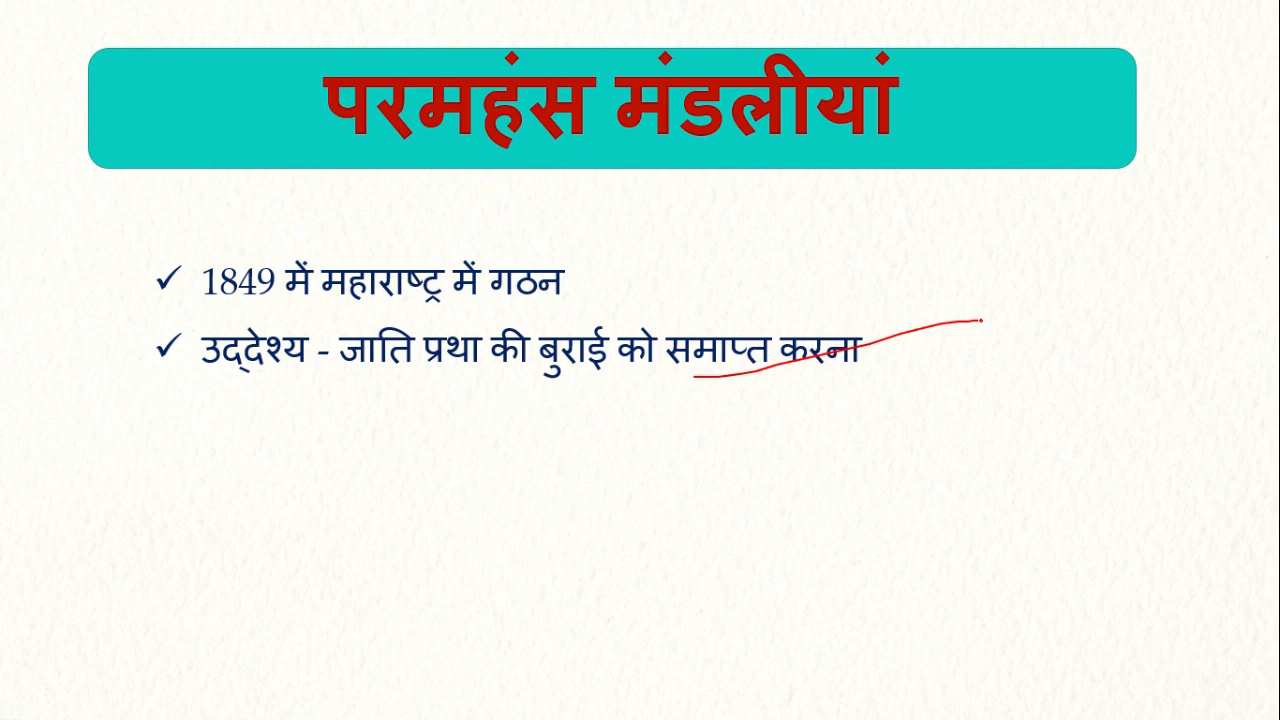 परमहंस मंडलीयां
1849 में महाराष्ट्र में गठन
उद्देश्य - जाति प्रथा की बुराई को समाप्त करना